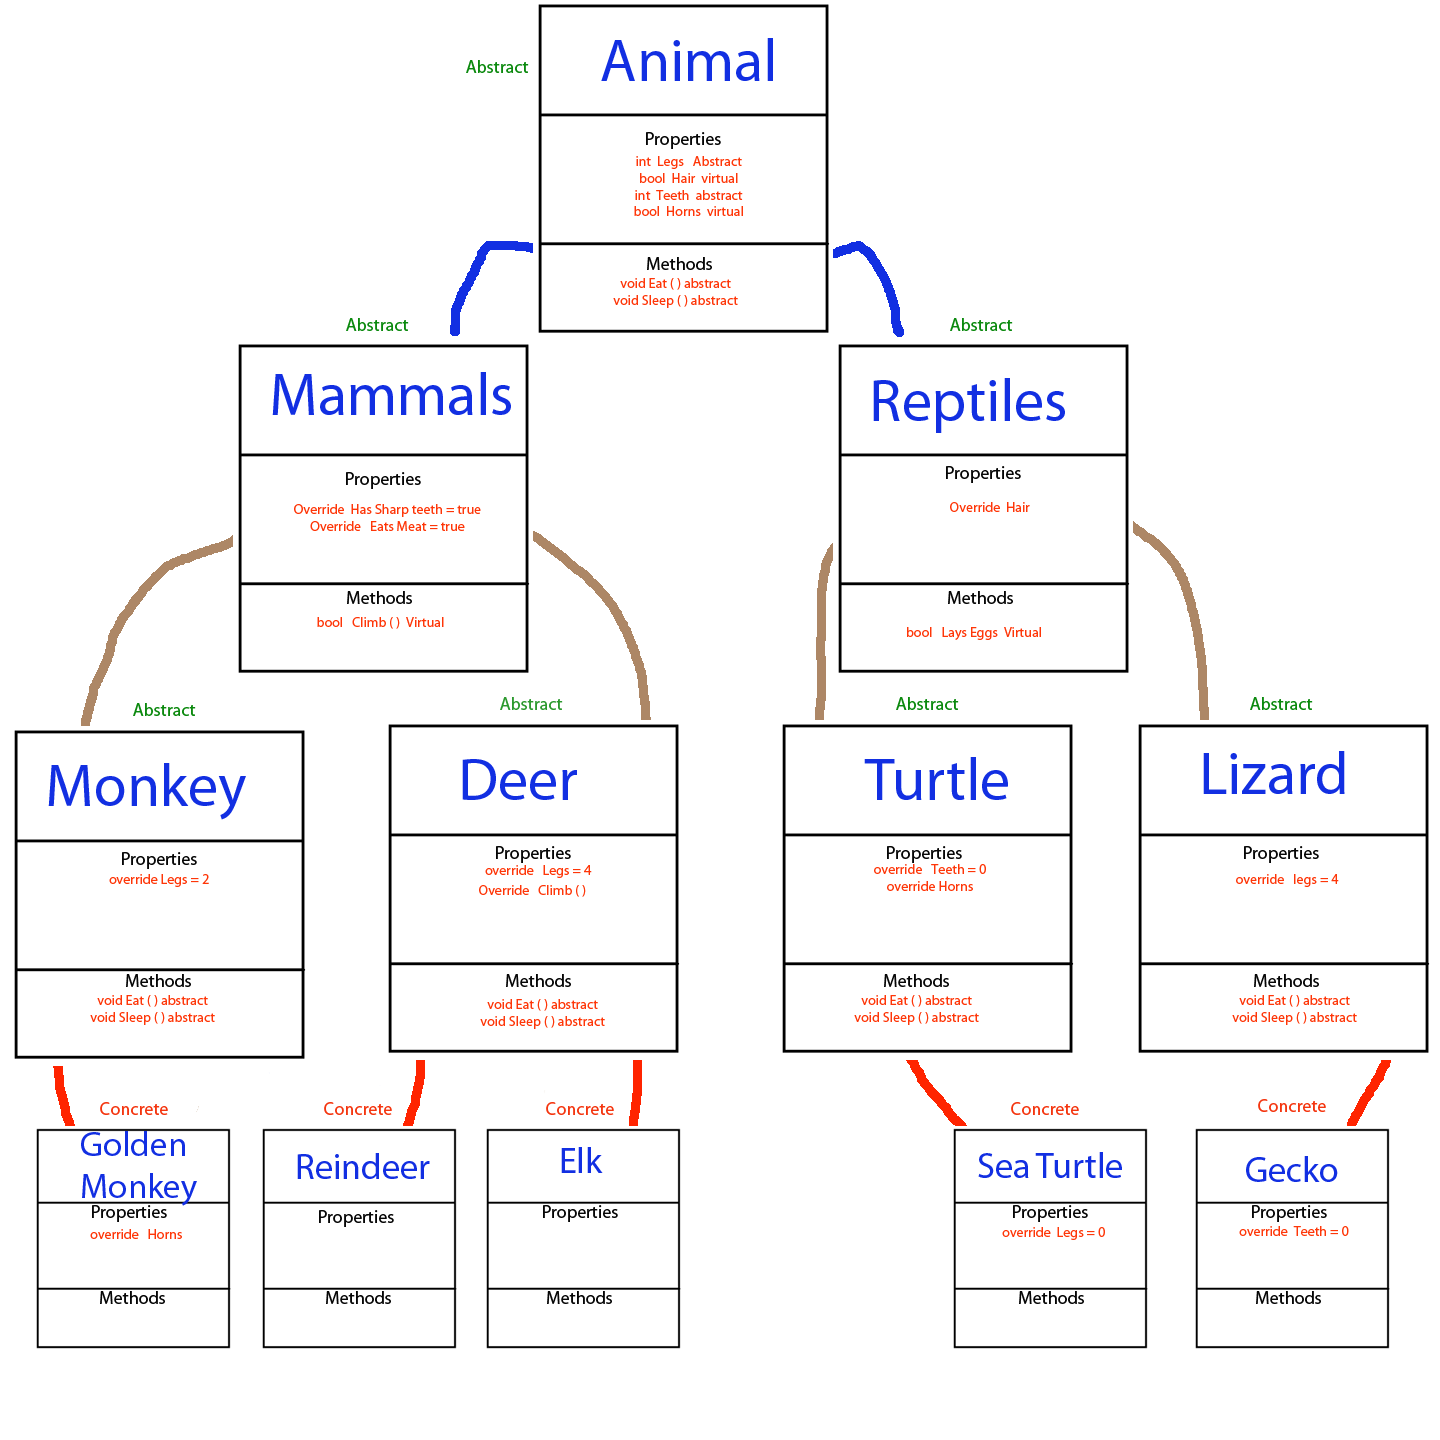 Abstract
Animal
Properties
int Legs Abstract
bool Hair virtual
int Teeth abstract
bool Horns virtual
Methods
void Eat ( ) abstract
void Sleep ( ) abstract
Abstract
Mammals
Properties
Override Has Sharp teeth = true
Override Eats Meat = true
Methods
bool Climb ( ) Virtual
Abstract
Reptiles
Properties
Override Hair
Methods
bool Lays Eggs Virtual
Abstract
Monkey
Properties
override Legs = 2
Methods
void Eat ( ) abstract
void Sleep ( ) abstract
Abstract
Deer
Properties
override Legs = 4
Override Climb ( )
Methods
void Eat ( ) abstract
void Sleep ( ) abstract
Abstract
Turtle
Properties
override Teeth = 0
override Horns
Methods
void Eat ( ) abstract
void Sleep ( ) abstract
Abstract
Lizard
Properties
override legs = 4
Methods
void Eat ( ) abstract
void Sleep ( ) abstract
Concrete
Golden
Monkey
Properties
override Horns
Methods
Concrete
Reindeer
Properties
Methods
Concrete
Elk
Properties
Methods
Concrete
Sea Turtle
Properties
override Legs = 0
Methods
Concrete
Gecko
Properties
override Teeth = 0
Methods